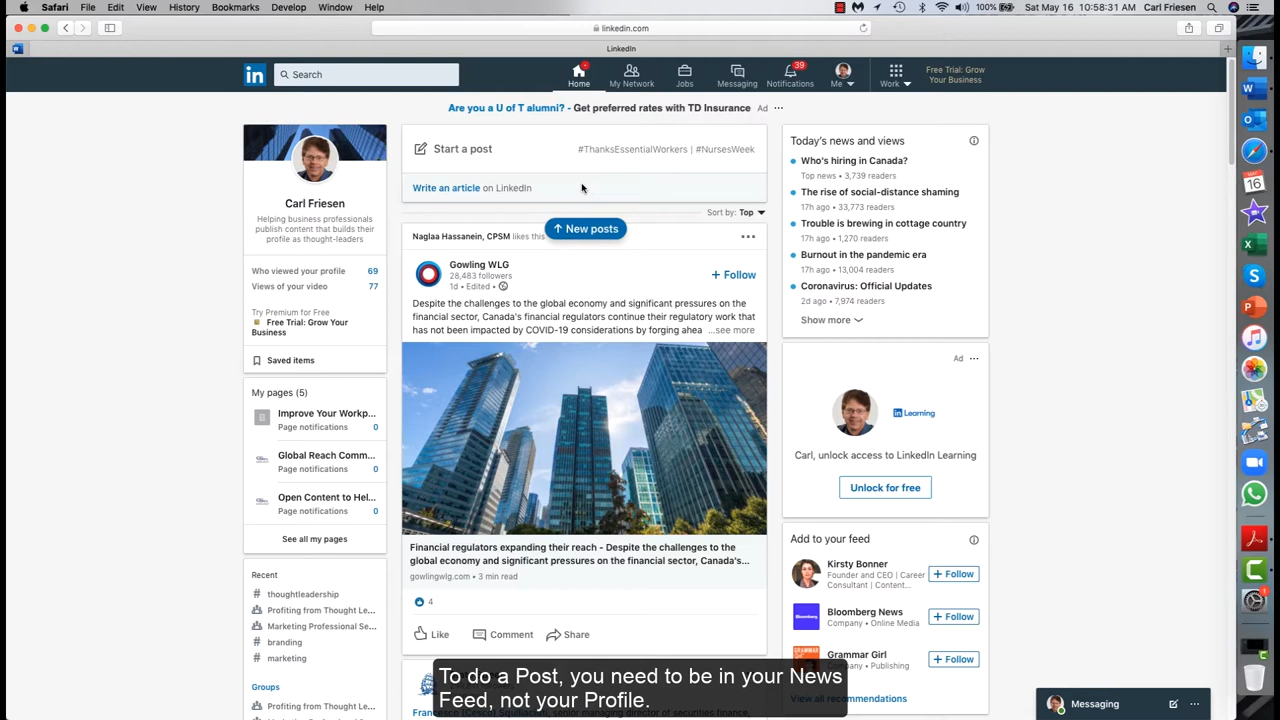 Safari File Edit View History Bookmarks Develop Window Help
100% Sat May 16 10:58:31 AM Carl Friesen
linkedin.com
LinkedIn
in Search
Home My Network Jobs Messaging Notifications Me Work Free Trial: Grow Your Business
39
Are you a U of T alumni? - Get preferred rates with TD Insurance Ad ···
Carl Friesen
Helping business professionals
publish content that builds their
profile as thought-leaders
Who viewed your profile 69
Views of your video 77
Try Premium for Free
Free Trial: Grow Your
Business
Saved items
My pages (5)
Improve Your Workp...
Page notifications 0
Global Reach Comm...
Page notifications 0
Open Content to Hel...
Page notifications 0
See all my pages
Recent
# thoughtleadership
Profiting from Thought Le...
Marketing Professional Se...
# branding
# marketing
Groups
Profiting from Thought Le...
Start a post #ThanksEssentialWorkers | #NursesWeek
Write an article on LinkedIn
Sort by: Top
↑ New posts
Naglaa Hassanein, CPSM likes this
Gowling WLG
28,483 followers
1d • Edited •
+ Follow
Despite the challenges to the global economy and significant pressures on the
financial sector, Canada's financial regulators continue their regulatory work that
has not been impacted by COVID-19 considerations by forging ahea ...see more
Financial regulators expanding their reach - Despite the challenges to the
global economy and significant pressures on the financial sector, Canada's...
gowlingwlg.com • 3 min read
4
Like Comment Share
Today's news and views
Who's hiring in Canada?
Top news • 3,739 readers
The rise of social-distance shaming
17h ago • 33,773 readers
Trouble is brewing in cottage country
17h ago • 1,270 readers
Burnout in the pandemic era
17h ago • 13,004 readers
Coronavirus: Official Updates
2d ago • 7,974 readers
Show more
Ad ···
in Learning
Carl, unlock access to LinkedIn Learning
Unlock for free
Add to your feed
Kirsty Bonner
Founder and CEO | Career
Consultant | Content...
+ Follow
Bloomberg News
Company • Online Media
+ Follow
Grammar Girl
Company • Publishing
+ Follow
View all recommendations
Messaging
To do a Post, you need to be in your News
Feed, not your Profile.